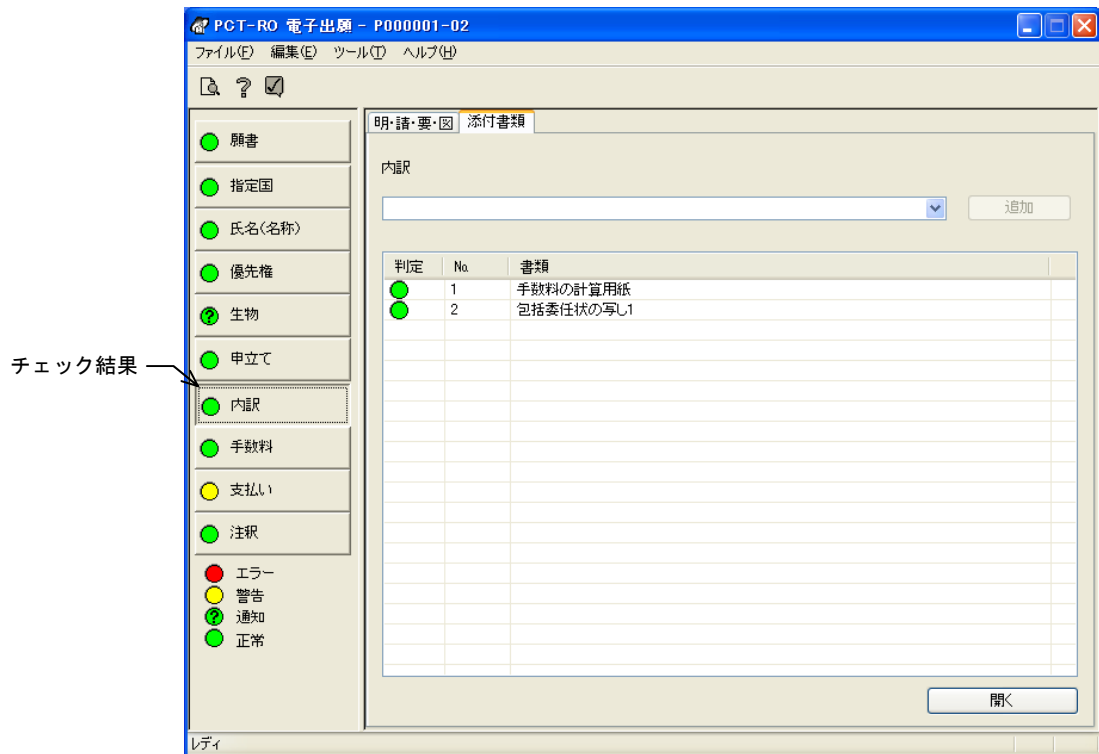 PCT-RO 電子出願 - P000001-02
ファイル(F) 編集(E) ツール(T) ヘルプ(H)
願書
指定国
氏名(名称)
優先権
生物
申立て
チェック結果
内訳
手数料
支払い
注釈
エラー
警告
通知
正常
明・請・要・図 添付書類
内訳
追加
判定 No. 書類
1 手数料の計算用紙
2 包括委任状の写し1
開く
レディ